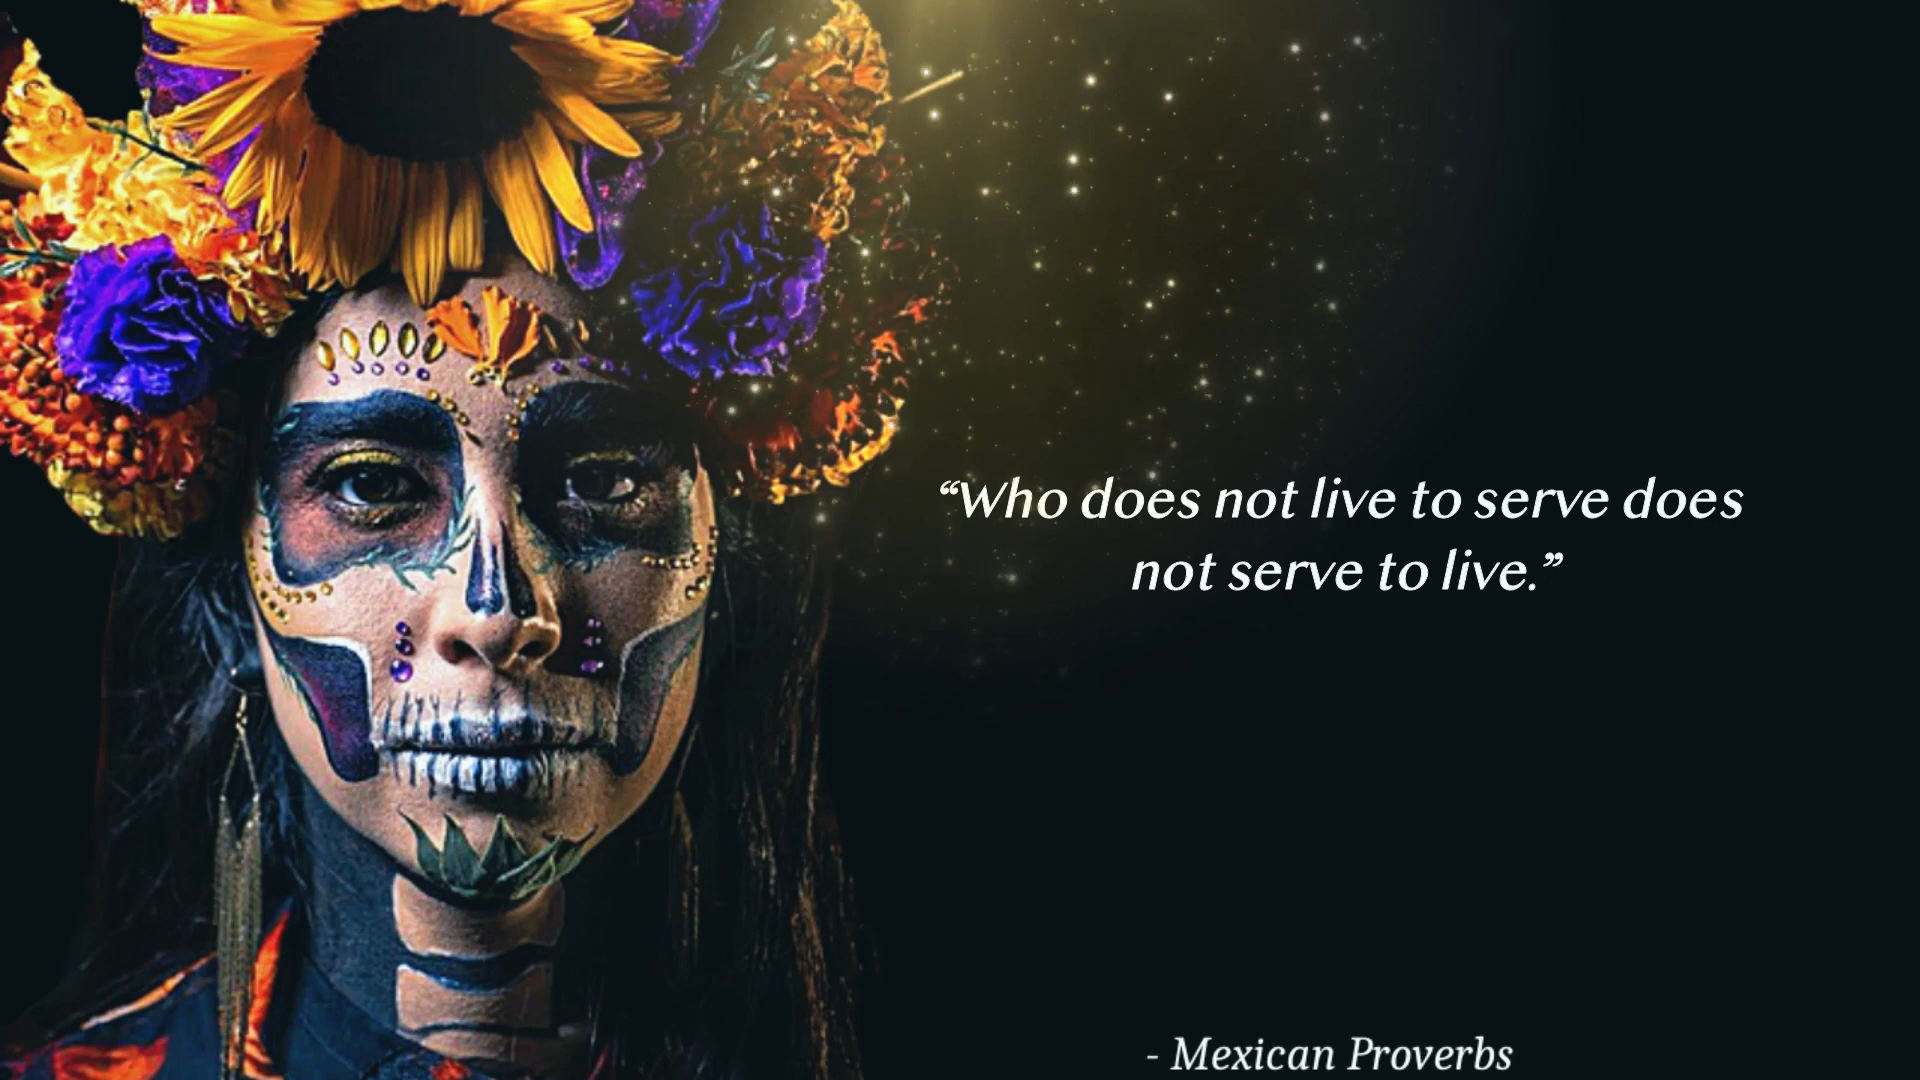 “Who does not live to serve does
not serve to live.”
- Mexican Proverbs